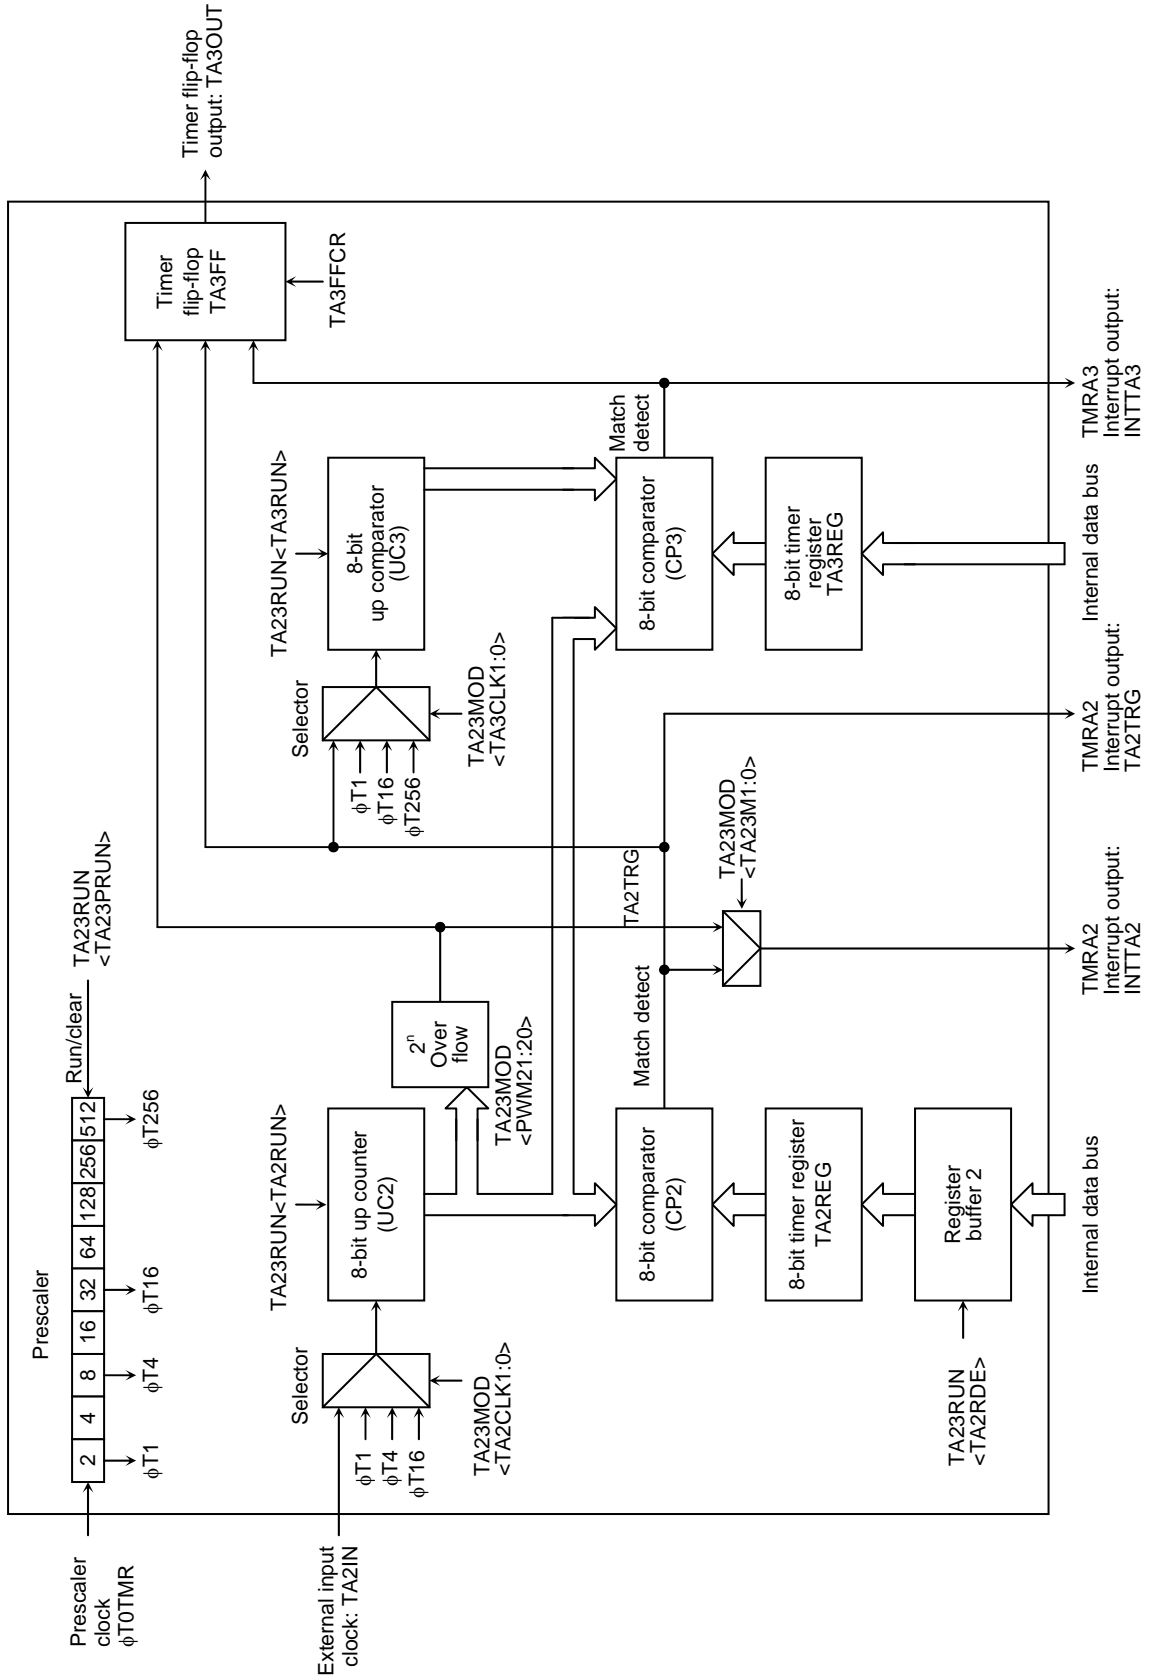 Prescaler
Prescaler
clock
ϕT0TMR
2 4 8 16 32 64 128 256 512
Run/clear
TA23RUN
<TA23PRUN>
ϕT1
ϕT4
ϕT16
ϕT256
External input
clock: TA2IN
Selector
ϕT1
ϕT4
ϕT16
TA23MOD
<TA2CLK1:0>
TA23RUN<TA2RUN>
8-bit up counter
(UC2)
2n
Over
flow
TA23MOD
<PWM21:20>
TA2TRG
Selector
ϕT1
ϕT16
ϕT256
TA23MOD
<TA3CLK1:0>
TA23RUN<TA3RUN>
8-bit
up comparator
(UC3)
Timer
flip-flop
TA3FF
TA3FFCR
Timer flip-flop
output: TA3OUT
8-bit comparator
(CP2)
Match detect
8-bit comparator
(CP3)
Match
detect
8-bit timer register
TA2REG
TA23MOD
<TA23M1:0>
8-bit timer
register
TA3REG
Register
buffer 2
TA23RUN
<TA2RDE>
Internal data bus
TMRA2
Interrupt output:
INTTA2
TMRA2
Interrupt output:
TA2TRG
Internal data bus
TMRA3
Interrupt output:
INTTA3